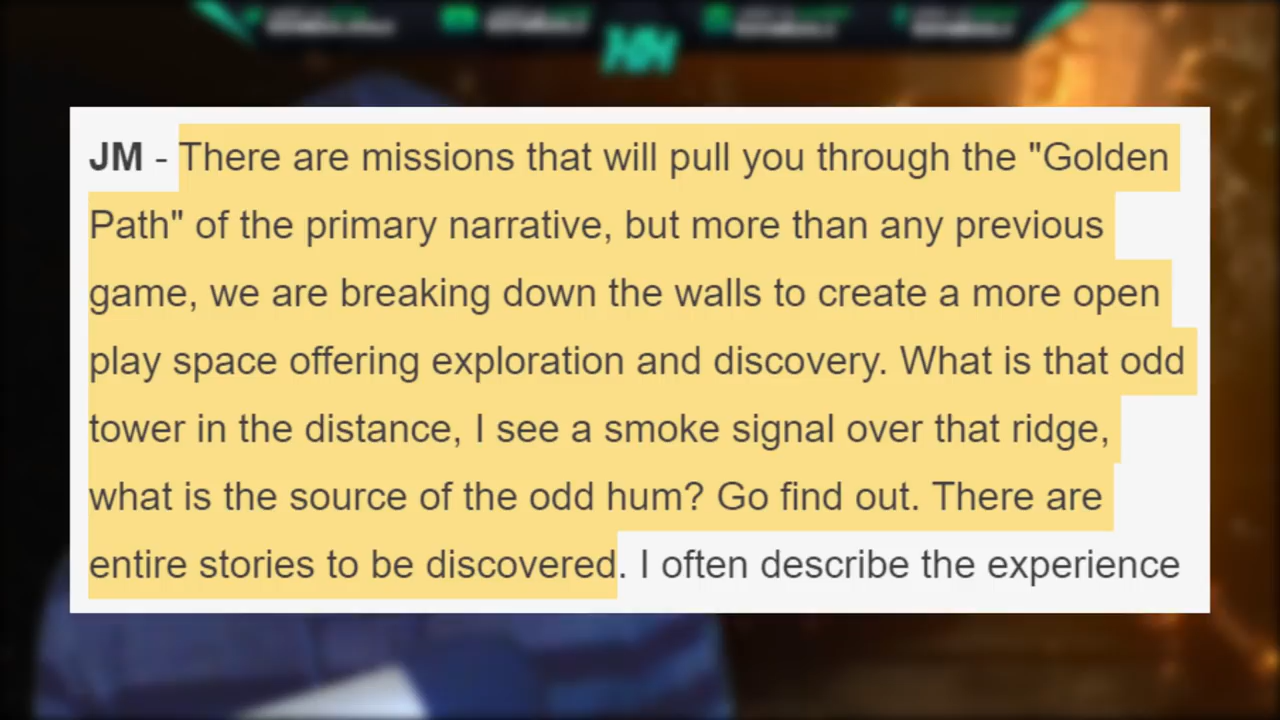 HH
JM - There are missions that will pull you through the "Golden
Path" of the primary narrative, but more than any previous
game, we are breaking down the walls to create a more open
play space offering exploration and discovery. What is that odd
tower in the distance, I see a smoke signal over that ridge,
what is the source of the odd hum? Go find out. There are
entire stories to be discovered. I often describe the experience